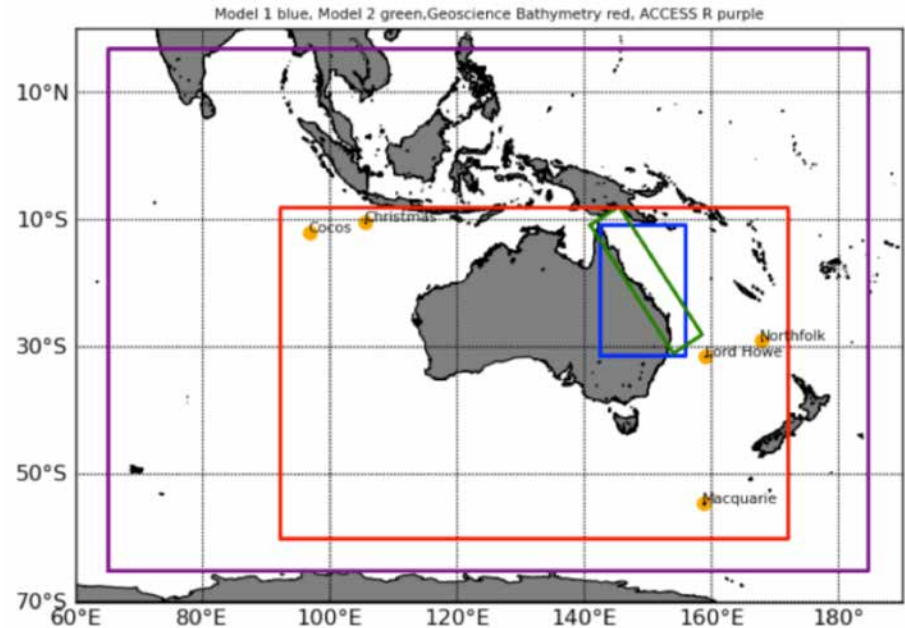 Model 1 blue, Model 2 green,Geoscience Bathymetry red, ACCESS R purple
10°N
10°S
Christmas
Cocos
30°S
Northfolk
Lord Howe
50°S
Macquarie
70°S
60°E
80°E
100°E
120°E
140°E
160°E
180°